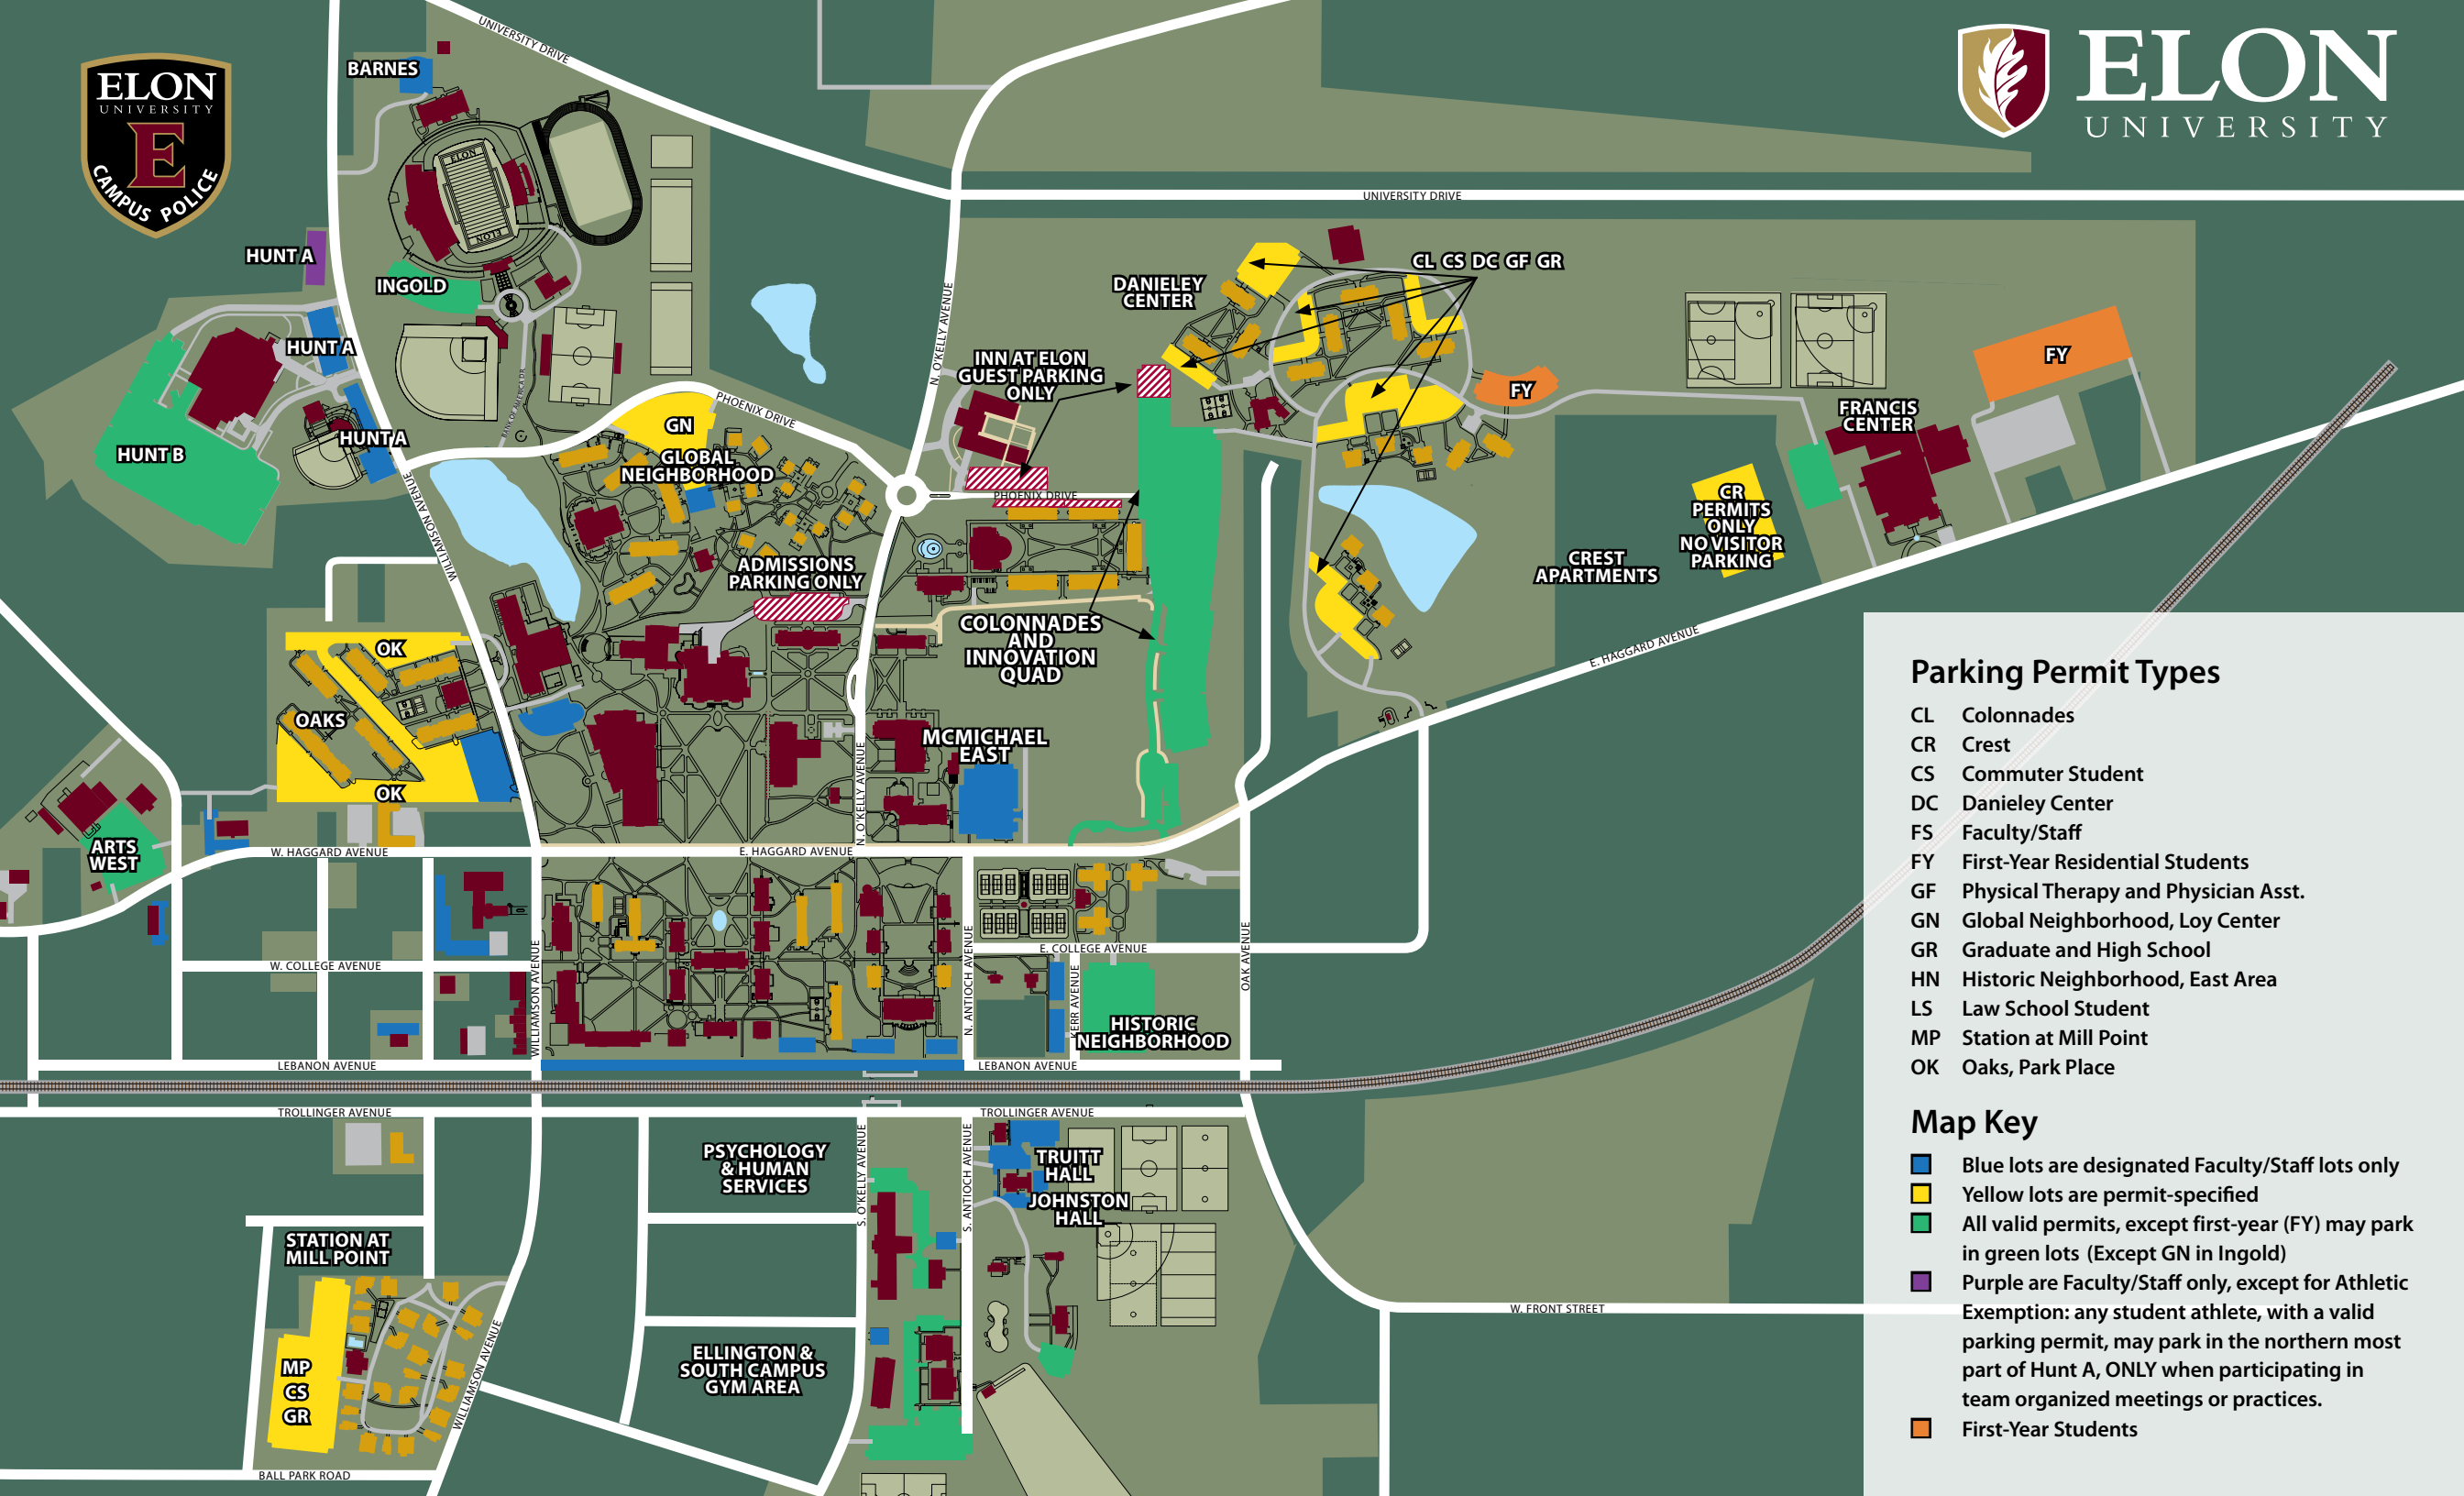 ELON
UNIVERSITY
E
CAMPUS POLICE
ELON
UNIVERSITY
UNIVERSITY DRIVE
UNIVERSITY DRIVE
BARNES
ELON
ELON
HUNT A
INGOLD
HUNT A
HUNT A
HUNT B
BANK OF AMERICA DR.
N. O'KELLY AVENUE
DANIELEY
CENTER
CL CS DC GF GR
INN AT ELON
GUEST PARKING
ONLY
FY
FY
FRANCIS
CENTER
PHOENIX DRIVE
GN
GLOBAL
NEIGHBORHOOD
PHOENIX DRIVE
WILLIAMSON AVENUE
CR
PERMITS
ONLY
NO VISITOR
PARKING
CREST
APARTMENTS
ADMISSIONS
PARKING ONLY
COLONNADES
AND
INNOVATION
QUAD
E. HAGGARD AVENUE
OK
OAKS
OK
MCMICHAEL
EAST
N. O'KELLY AVENUE
ARTS
WEST
W. HAGGARD AVENUE
E. HAGGARD AVENUE
W. COLLEGE AVENUE
E. COLLEGE AVENUE
WILLIAMSON AVENUE
N. ANTIOCH AVENUE
KERR AVENUE
OAK AVENUE
HISTORIC
NEIGHBORHOOD
LEBANON AVENUE
LEBANON AVENUE
TROLLINGER AVENUE
TROLLINGER AVENUE
PSYCHOLOGY
& HUMAN
SERVICES
S. O'KELLY AVENUE
S. ANTIOCH AVENUE
TRUITT
HALL
JOHNSTON
HALL
STATION AT
MILL POINT
MP
CS
GR
WILLIAMSON AVENUE
ELLINGTON &
SOUTH CAMPUS
GYM AREA
W. FRONT STREET
BALL PARK ROAD
Parking Permit Types
CL Colonnades
CR Crest
CS Commuter Student
DC Danieley Center
FS Faculty/Staff
FY First-Year Residential Students
GF Physical Therapy and Physician Asst.
GN Global Neighborhood, Loy Center
GR Graduate and High School
HN Historic Neighborhood, East Area
LS Law School Student
MP Station at Mill Point
OK Oaks, Park Place
Map Key
Blue lots are designated Faculty/Staff lots only
Yellow lots are permit-specified
All valid permits, except first-year (FY) may park
in green lots (Except GN in Ingold)
Purple are Faculty/Staff only, except for Athletic
Exemption: any student athlete, with a valid
parking permit, may park in the northern most
part of Hunt A, ONLY when participating in
team organized meetings or practices.
First-Year Students